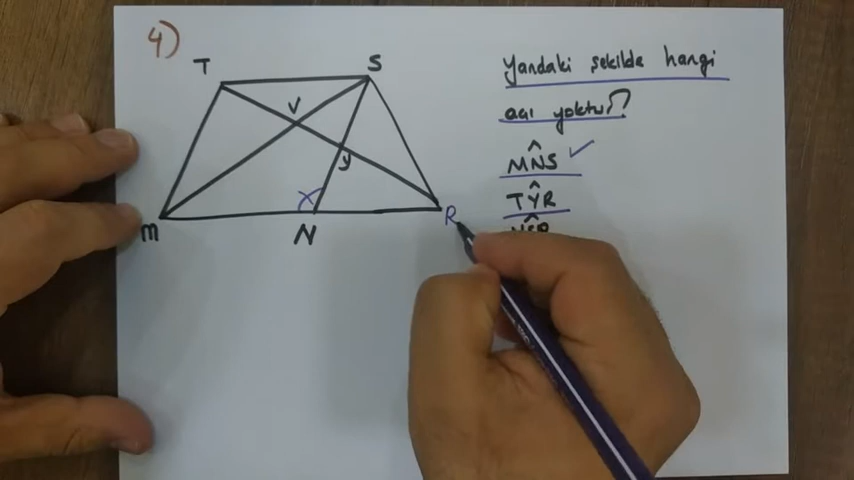 4)
T S
V
y
M N R
Yandaki şekilde hangi
açı yoktur?
MN̂S ✓
TŶR